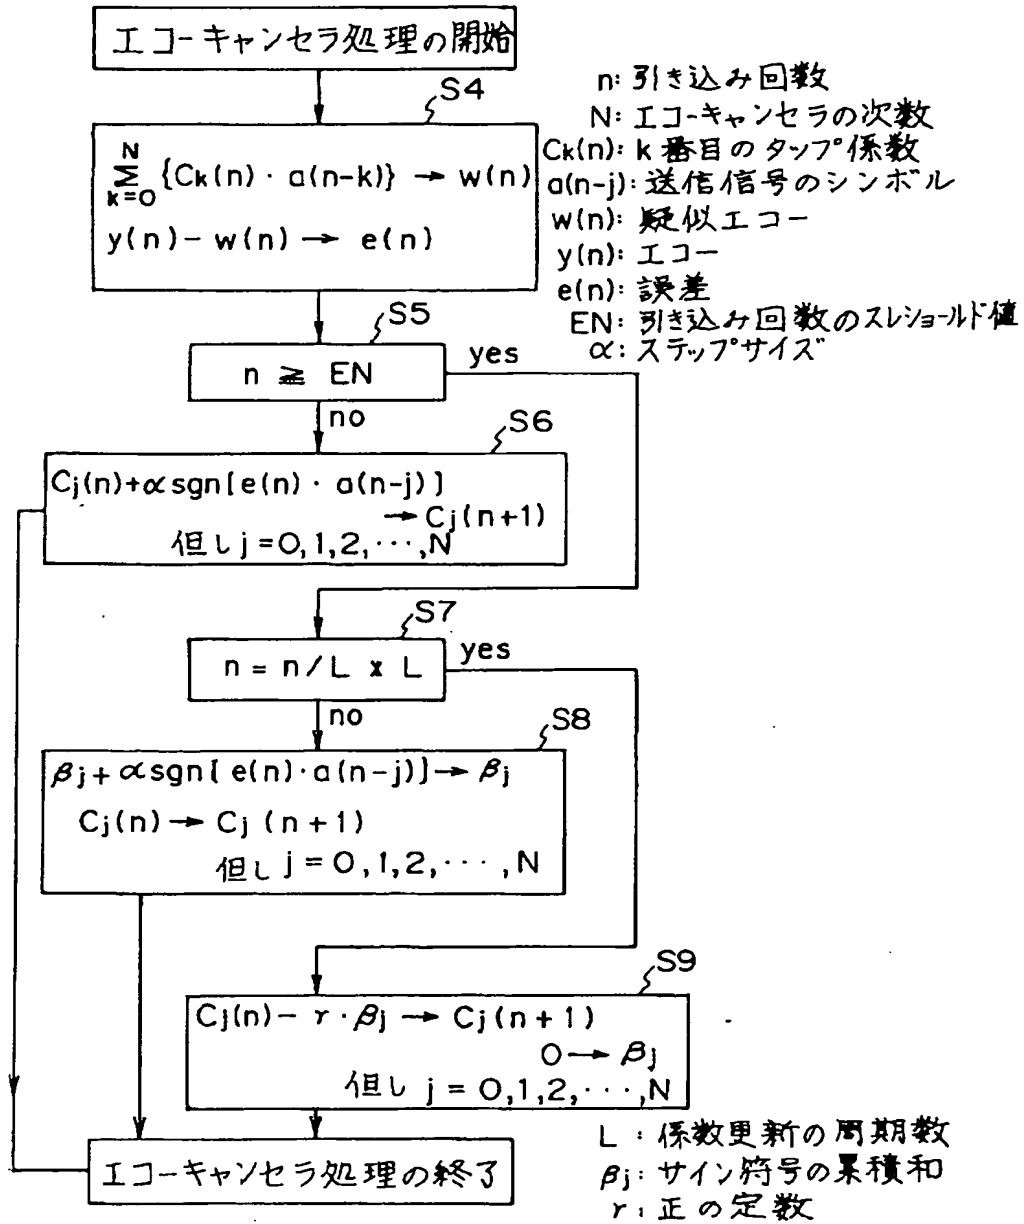 エコーキャンセラ処理の開始
n: 引き込み回数
N: エコーキャンセラの次数
Ck(n): k番目のタップ係数
a(n-j): 送信信号のシンボル
w(n): 疑似エコー
y(n): エコー
e(n): 誤差
EN: 引き込み回数のスレショールド値
α: ステップサイズ
S4
N
Σ {Ck(n)・a(n-k)} → w(n)
k=0
y(n)- w(n) → e(n)
S5
n ≧ EN
yes
no
S6
Cj(n)+αsgn[e(n)・a(n-j)]
→ Cj(n+1)
但し j=0,1,2,…,N
S7
n = n/L x L
yes
no
S8
βj+αsgn[e(n)・a(n-j)]→βj
Cj(n)→ Cj (n+1)
但し j=0,1,2,…,N
S9
Cj(n)- r・βj → Cj(n+1)
0→βj
但し j=0,1,2,…,N
エコーキャンセラ処理の終了
L : 係数更新の周期数
βj: サイン符号の累積和
r: 正の定数